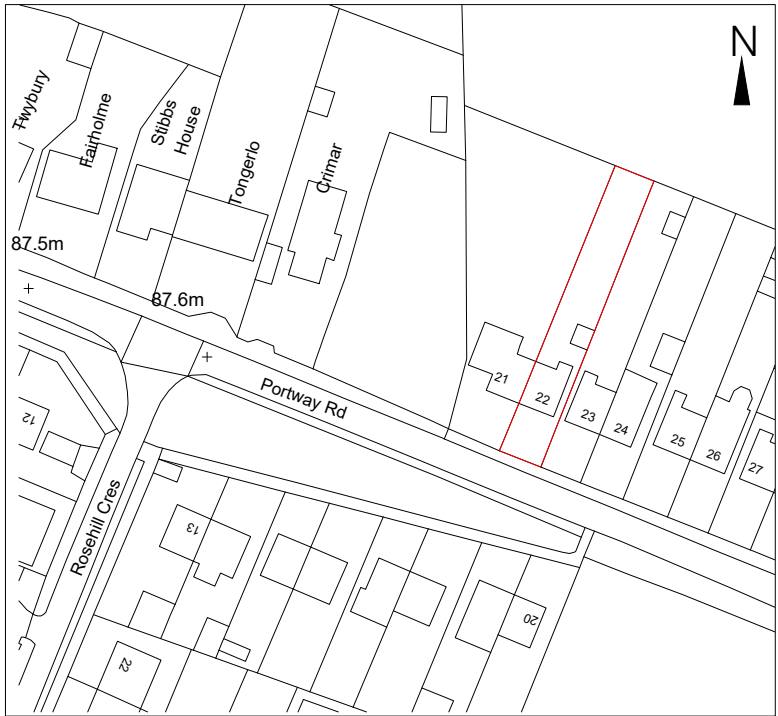 N
Twybury
Fairholme
Stibbs
House
Tongerlo
Crimar
87.5m
87.6m
Portway Rd
21
22
23
24
25
26
27
12
Rosehill Cres
13
20
22